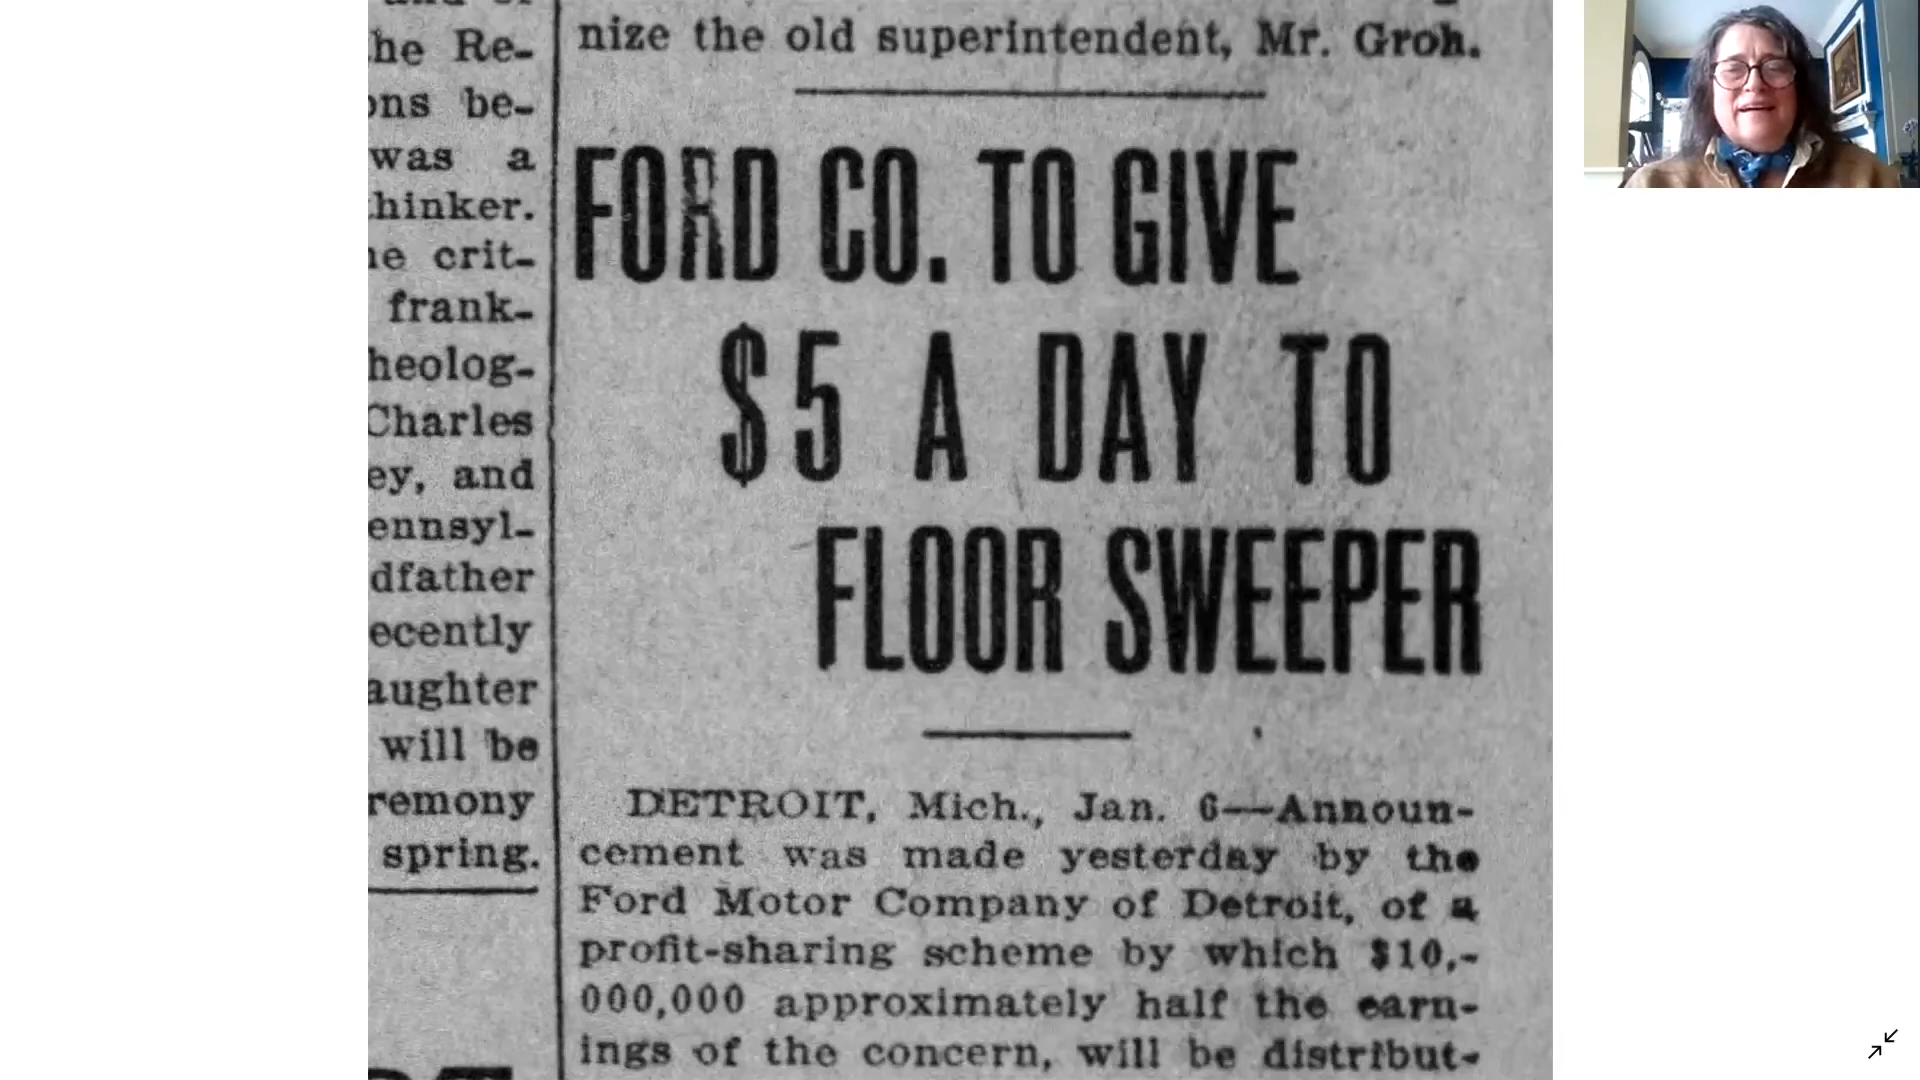 he Re-
ons be-
was a
hinker.
e crit-
frank-
heolog-
Charles
ey, and
ennsyl-
dfather
ecently
aughter
will be
remony
spring.
nize the old superintendent, Mr. Groh.
FORD CO. TO GIVE
$5 A DAY TO
FLOOR SWEEPER
DETROIT, Mich., Jan. 6—Announ-
cement was made yesterday by the
Ford Motor Company of Detroit, of a
profit-sharing scheme by which $10,-
000,000 approximately half the earn-
ings of the concern, will be distribut-